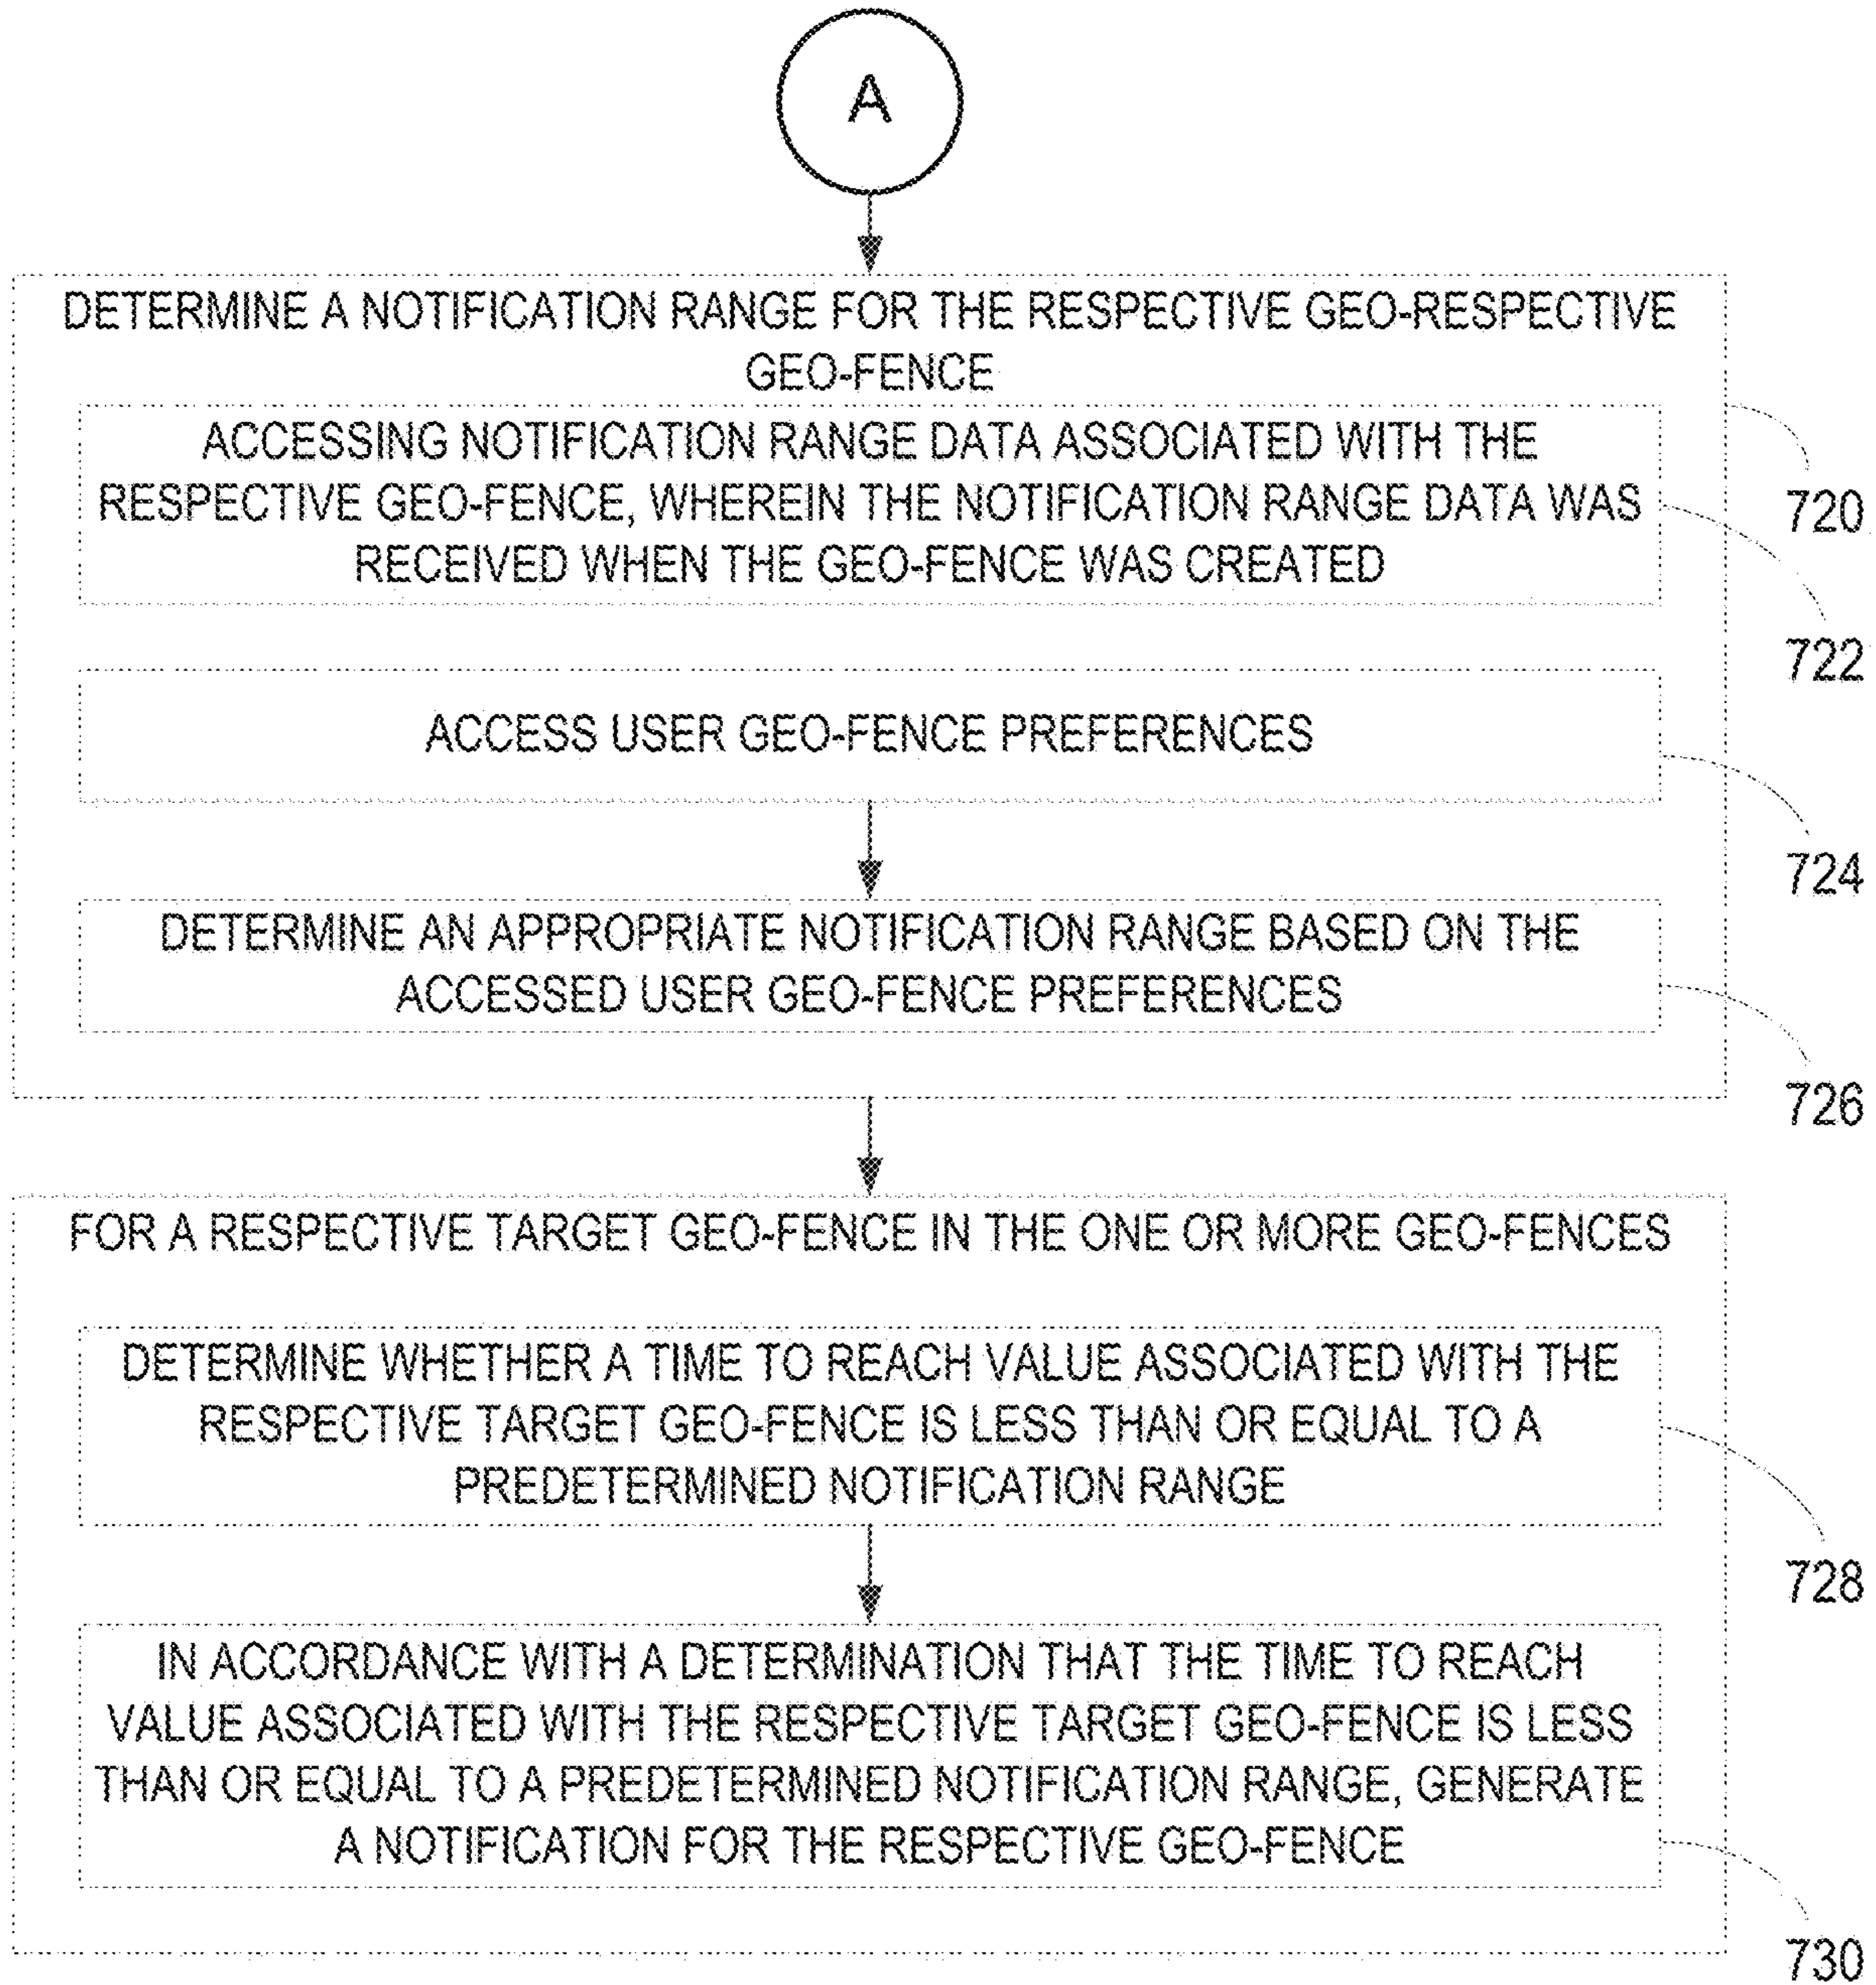 A
DETERMINE A NOTIFICATION RANGE FOR THE RESPECTIVE GEO-RESPECTIVE
GEO-FENCE
ACCESSING NOTIFICATION RANGE DATA ASSOCIATED WITH THE
RESPECTIVE GEO-FENCE, WHEREIN THE NOTIFICATION RANGE DATA WAS
RECEIVED WHEN THE GEO-FENCE WAS CREATED
720
722
ACCESS USER GEO-FENCE PREFERENCES
724
DETERMINE AN APPROPRIATE NOTIFICATION RANGE BASED ON THE
ACCESSED USER GEO-FENCE PREFERENCES
726
FOR A RESPECTIVE TARGET GEO-FENCE IN THE ONE OR MORE GEO-FENCES
DETERMINE WHETHER A TIME TO REACH VALUE ASSOCIATED WITH THE
RESPECTIVE TARGET GEO-FENCE IS LESS THAN OR EQUAL TO A
PREDETERMINED NOTIFICATION RANGE
728
IN ACCORDANCE WITH A DETERMINATION THAT THE TIME TO REACH
VALUE ASSOCIATED WITH THE RESPECTIVE TARGET GEO-FENCE IS LESS
THAN OR EQUAL TO A PREDETERMINED NOTIFICATION RANGE, GENERATE
A NOTIFICATION FOR THE RESPECTIVE GEO-FENCE
730